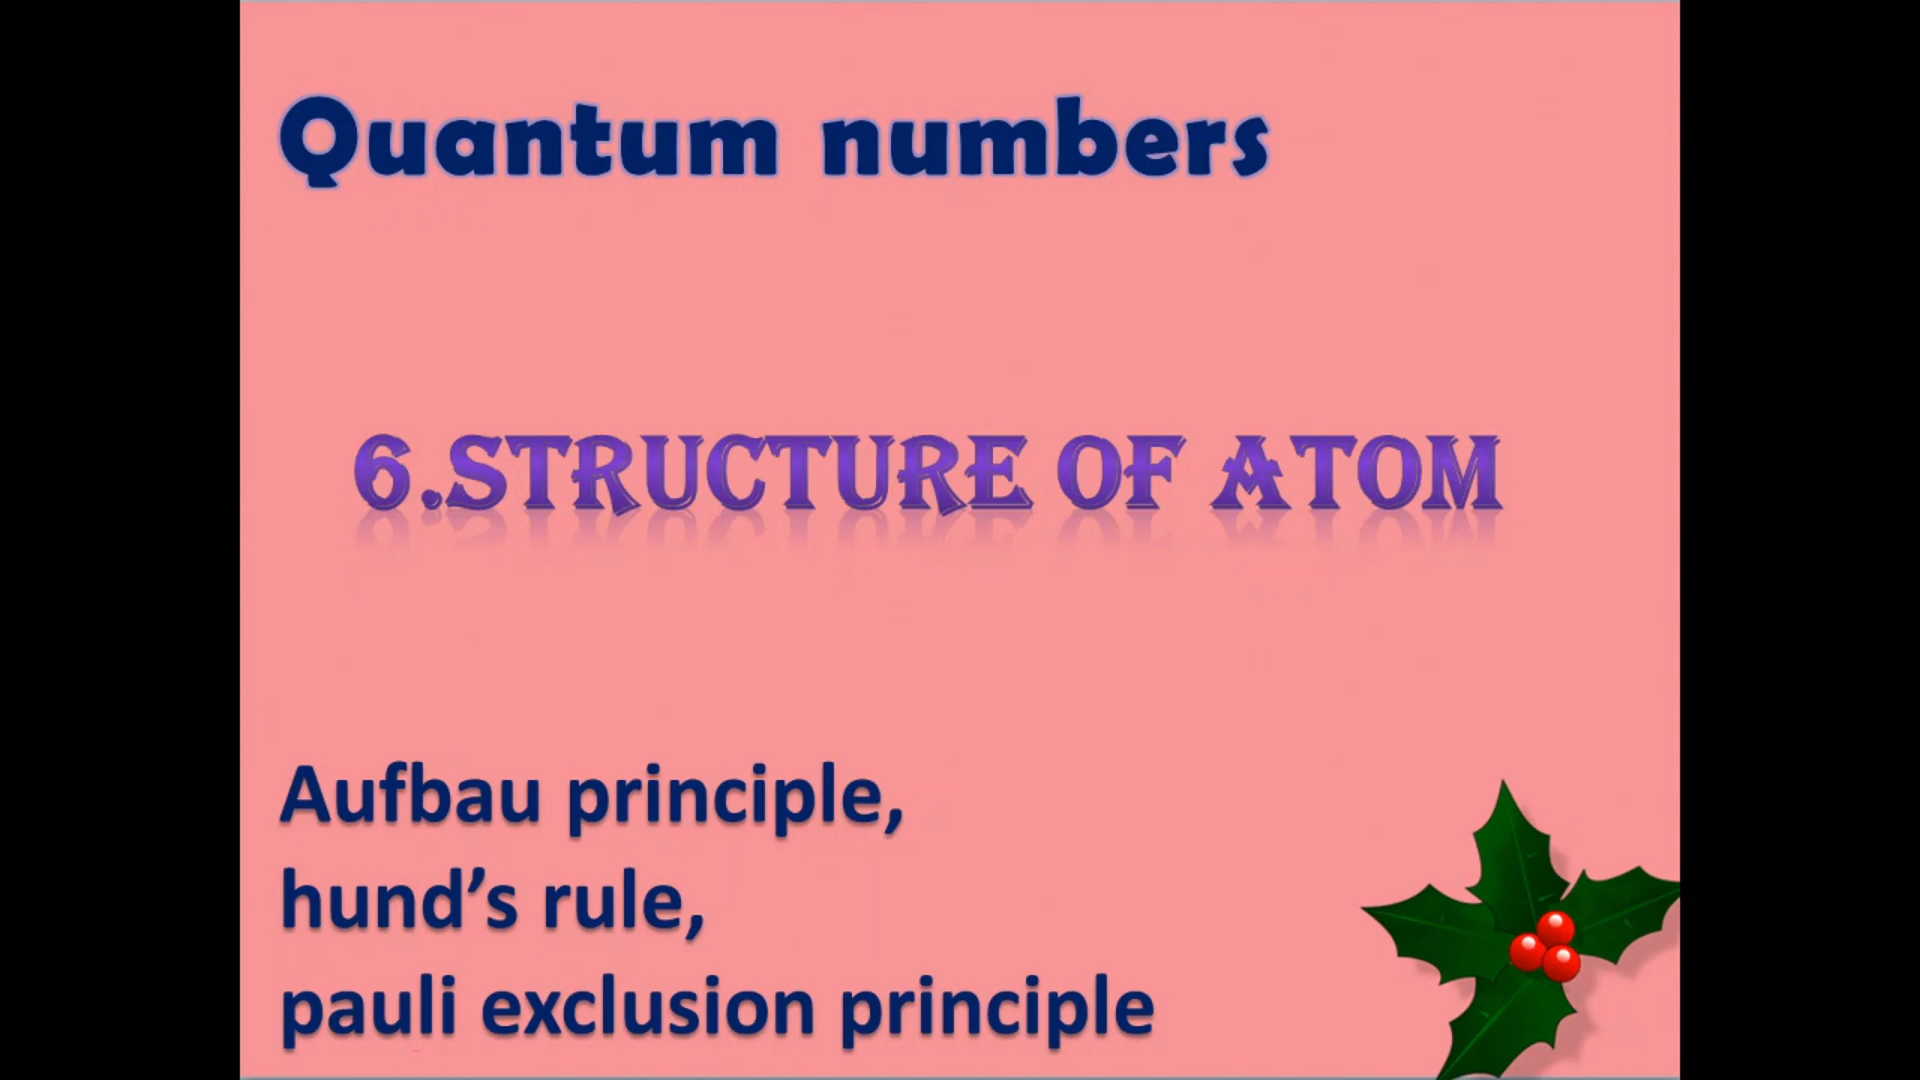 Quantum numbers
6.STRUCTURE OF ATOM
Aufbau principle,
hund’s rule,
pauli exclusion principle